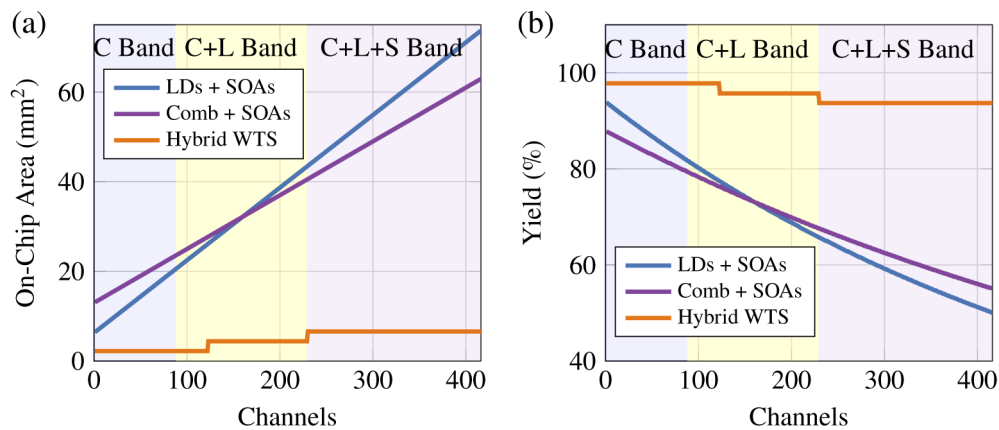 (a)
C Band
C+L Band
C+L+S Band
LDs + SOAs
Comb + SOAs
Hybrid WTS
On-Chip Area (mm²)
60
40
20
0
0 100 200 300 400
Channels
(b)
C Band
C+L Band
C+L+S Band
LDs + SOAs
Comb + SOAs
Hybrid WTS
Yield (%)
100
80
60
40
0 100 200 300 400
Channels